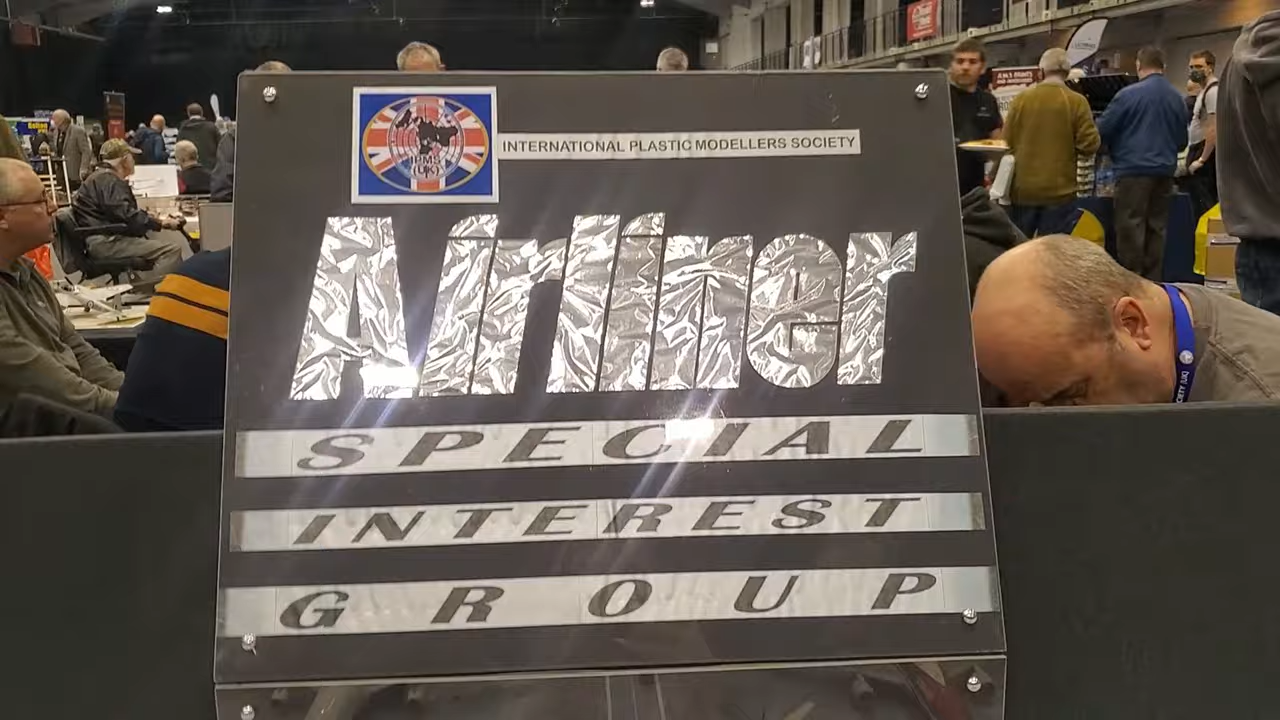 IPMS
(UK)
INTERNATIONAL PLASTIC MODELLERS SOCIETY
Airliner
SPECIAL
INTEREST
GROUP